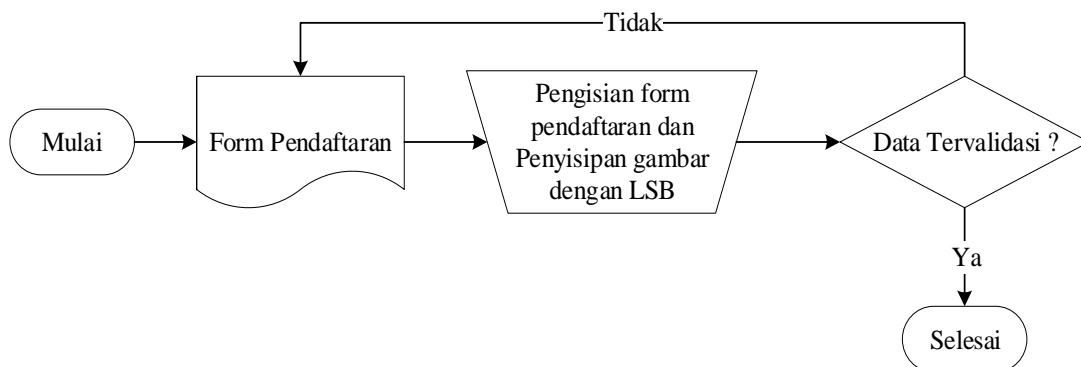 Tidak
Mulai
Form Pendaftaran
Pengisian form
pendaftaran dan
Penyisipan gambar
dengan LSB
Data Tervalidasi ?
Ya
Selesai